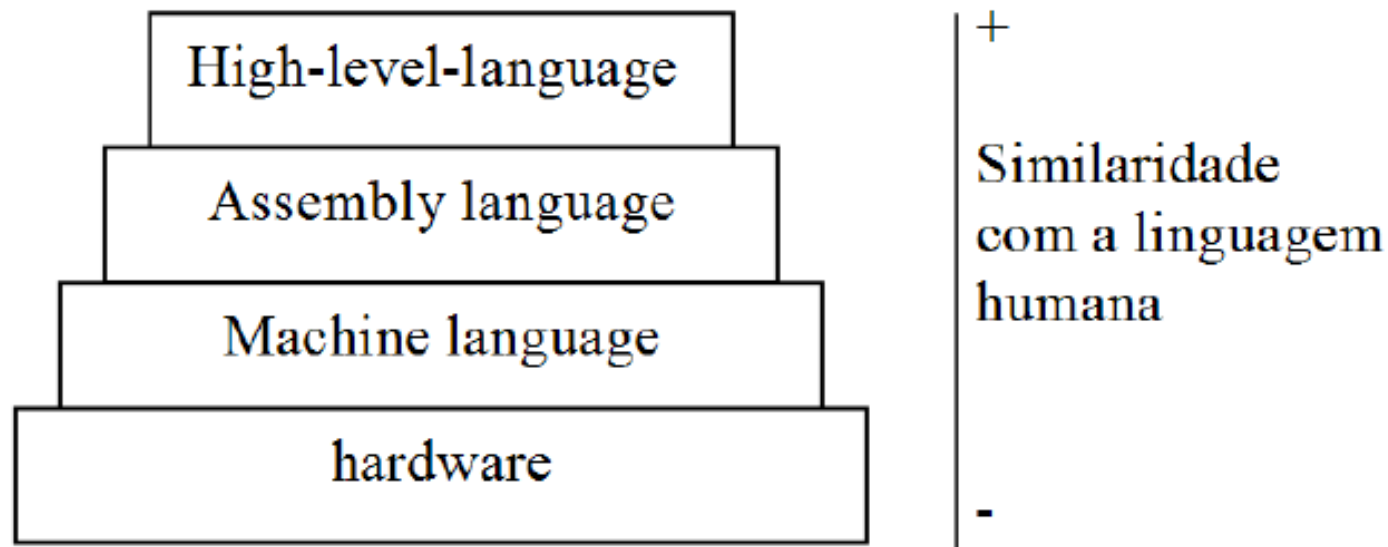 High-level-language
Assembly language
Machine language
hardware
+
Similaridade
com a linguagem
humana
-